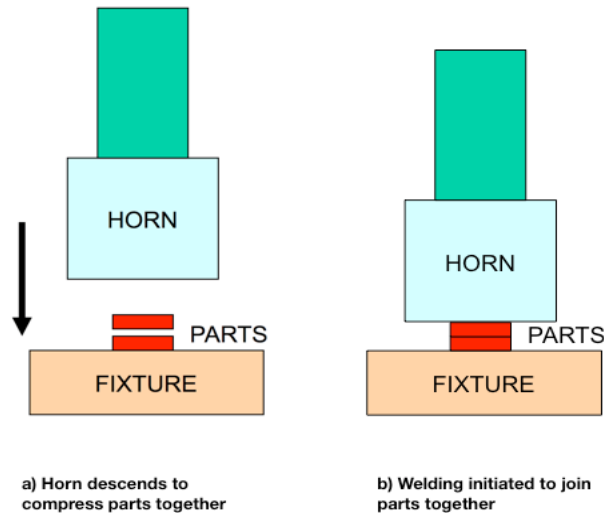 HORN
PARTS
FIXTURE
a) Horn descends to
compress parts together
HORN
PARTS
FIXTURE
b) Welding initiated to join
parts together